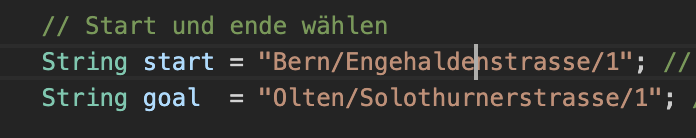 // Start und ende wählen
String start = "Bern/Engehaldenstrasse/1"; //
String goal  = "Olten/Solothurnerstrasse/1"; /